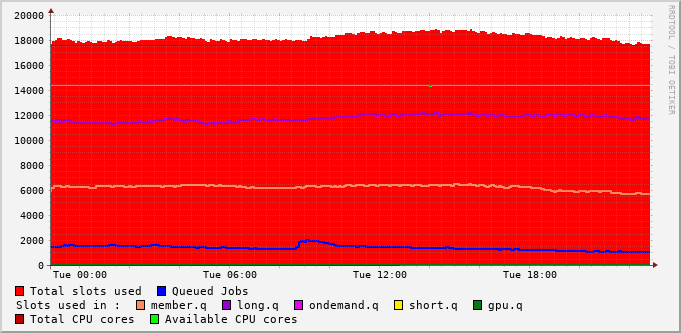 RRDTOOL / TOBI OETIKER
20000
18000
16000
14000
12000
10000
8000
6000
4000
2000
0
Tue 00:00 Tue 06:00 Tue 12:00 Tue 18:00
Total slots used Queued Jobs
Slots used in : member.q long.q ondemand.q short.q gpu.q
Total CPU cores Available CPU cores